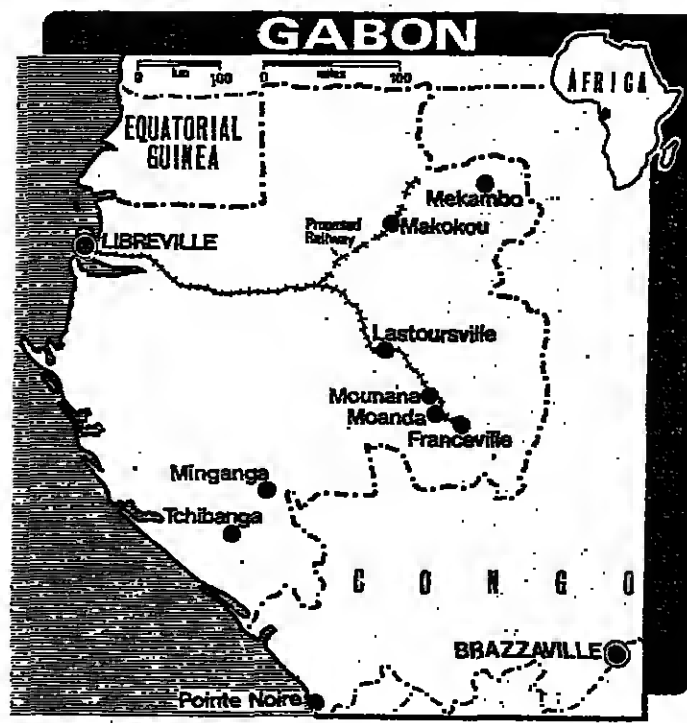 GABON
0 km 100 0 miles 100
AFRICA
EQUATORIAL
GUINEA
Mekambo
Proposed
Railway
Makokou
LIBREVILLE
Lastoursville
Mounana
Moanda
Franceville
Minganga
Tchibanga
CONGO
BRAZZAVILLE
Pointe Noire